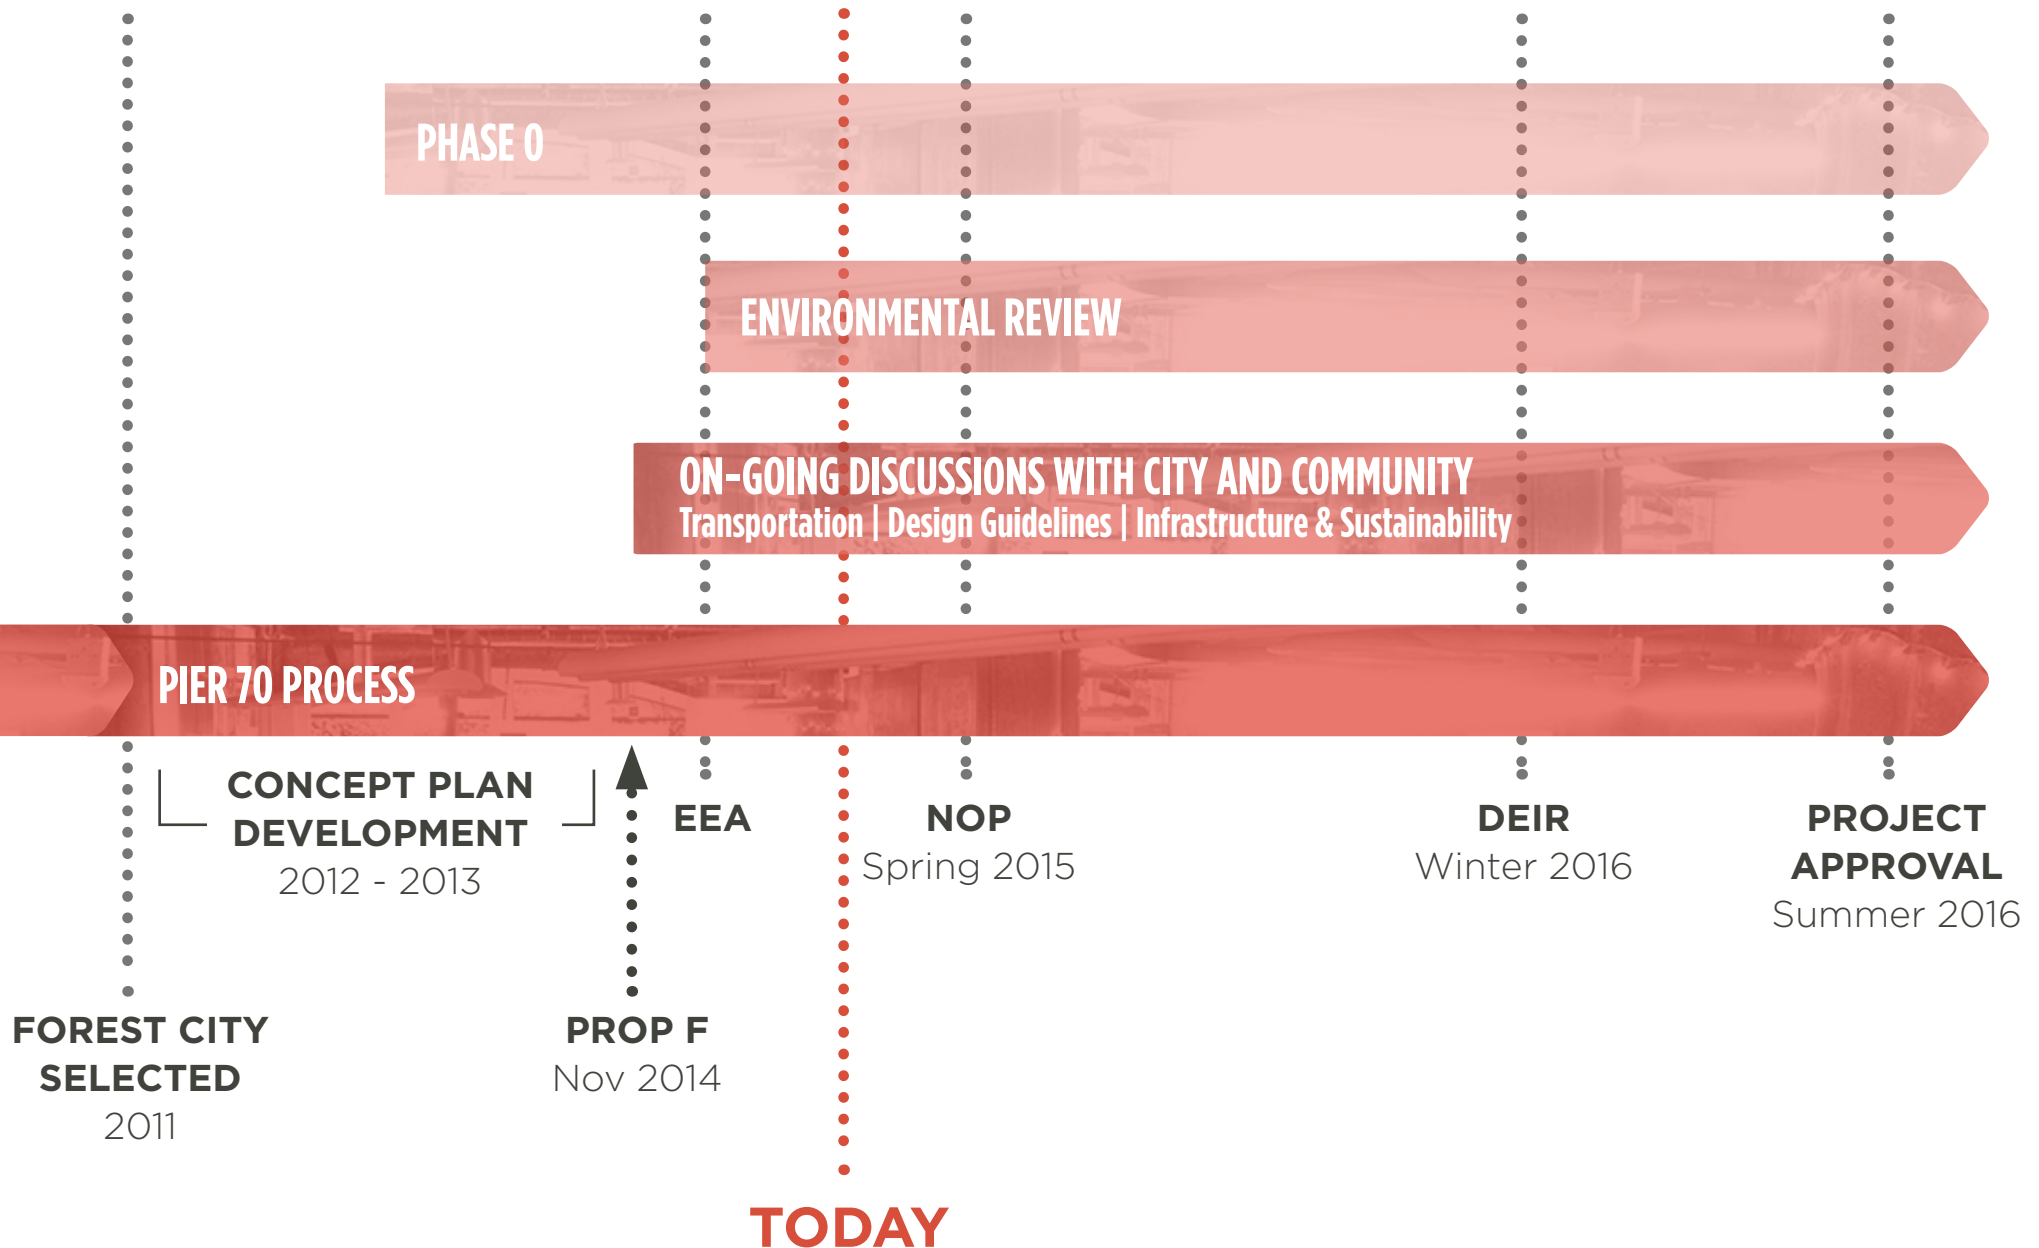 PHASE 0
ENVIRONMENTAL REVIEW
ON-GOING DISCUSSIONS WITH CITY AND COMMUNITY
Transportation | Design Guidelines | Infrastructure & Sustainability
PIER 70 PROCESS
CONCEPT PLAN
DEVELOPMENT
2012 - 2013
EEA
NOP
Spring 2015
DEIR
Winter 2016
PROJECT
APPROVAL
Summer 2016
FOREST CITY
SELECTED
2011
PROP F
Nov 2014
TODAY